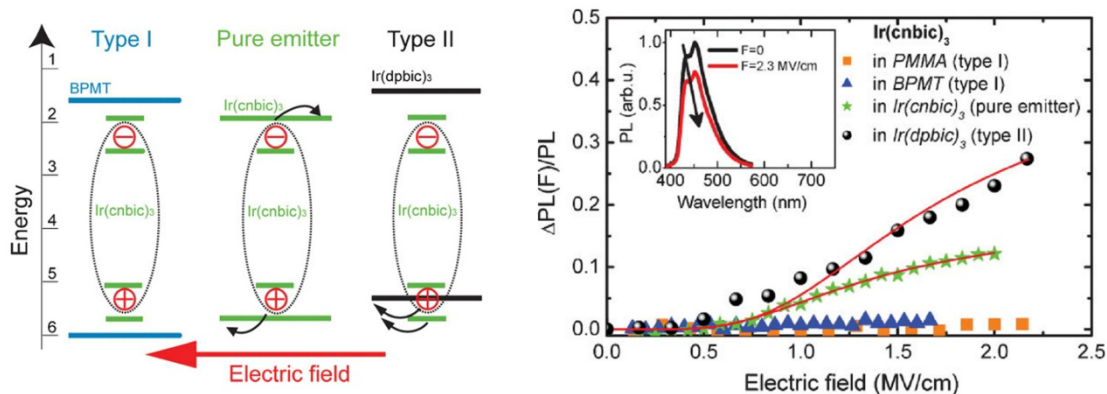 Type I
Pure emitter
Type II
Energy
1
2
3
4
5
6
BPMT
Ir(cnbic)₃
Ir(dpbic)₃
Ir(cnbic)₃
Ir(cnbic)₃
Ir(cnbic)₃
Electric field
ΔPL(F)/PL
0.5
0.4
0.3
0.2
0.1
0.0
0.0
0.5
1.0
1.5
2.0
2.5
Electric field (MV/cm)
PL (arb.u.)
1.0
0.75
0.5
0.25
0
400
500
600
700
Wavelength (nm)
F=0
F=2.3 MV/cm
Ir(cnbic)₃
in PMMA (type I)
in BPMT (type I)
in Ir(cnbic)₃ (pure emitter)
in Ir(dpbic)₃ (type II)